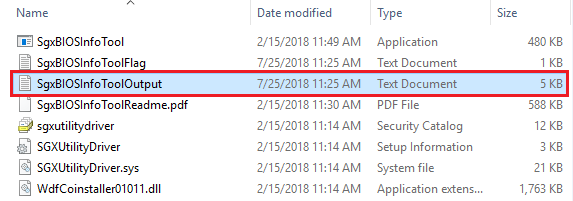 Name Date modified Type Size
SgxBIOSInfoTool 2/15/2018 11:49 AM Application 480 KB
SgxBIOSInfoToolFlag 7/25/2018 11:25 AM Text Document 1 KB
SgxBIOSInfoToolOutput 7/25/2018 11:25 AM Text Document 5 KB
SgxBIOSInfoToolReadme.pdf 2/15/2018 11:30 AM PDF File 588 KB
sgxutilitydriver 2/15/2018 11:14 AM Security Catalog 12 KB
SGXUtilityDriver 2/15/2018 11:14 AM Setup Information 3 KB
SGXUtilityDriver.sys 2/15/2018 11:14 AM System file 21 KB
WdfCoinstaller01011.dll 2/15/2018 11:14 AM Application extens... 1,763 KB